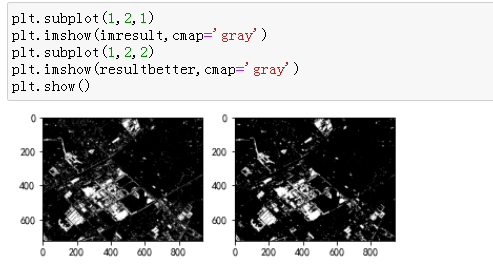 plt.subplot(1,2,1)
plt.imshow(imresult,cmap='gray')
plt.subplot(1,2,2)
plt.imshow(resultbetter,cmap='gray')
plt.show()
0 0
200 200
400 400
600 600
0 200 400 600 800 0 200 400 600 800